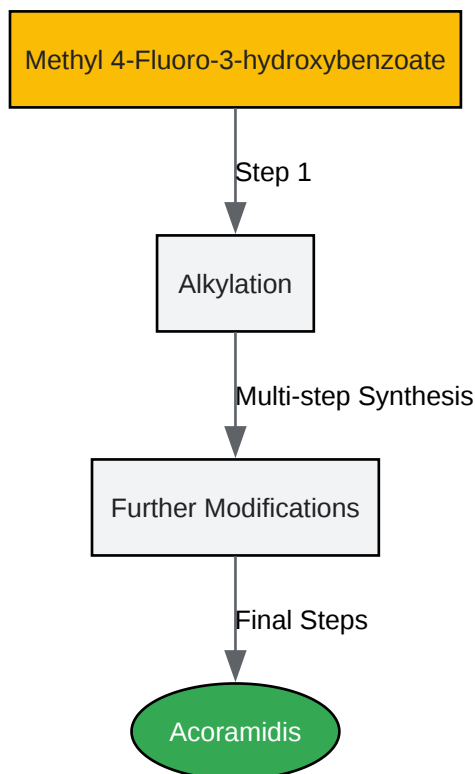 Methyl 4-Fluoro-3-hydroxybenzoate
Step 1
Alkylation
Multi-step Synthesis
Further Modifications
Final Steps
Acoramidis